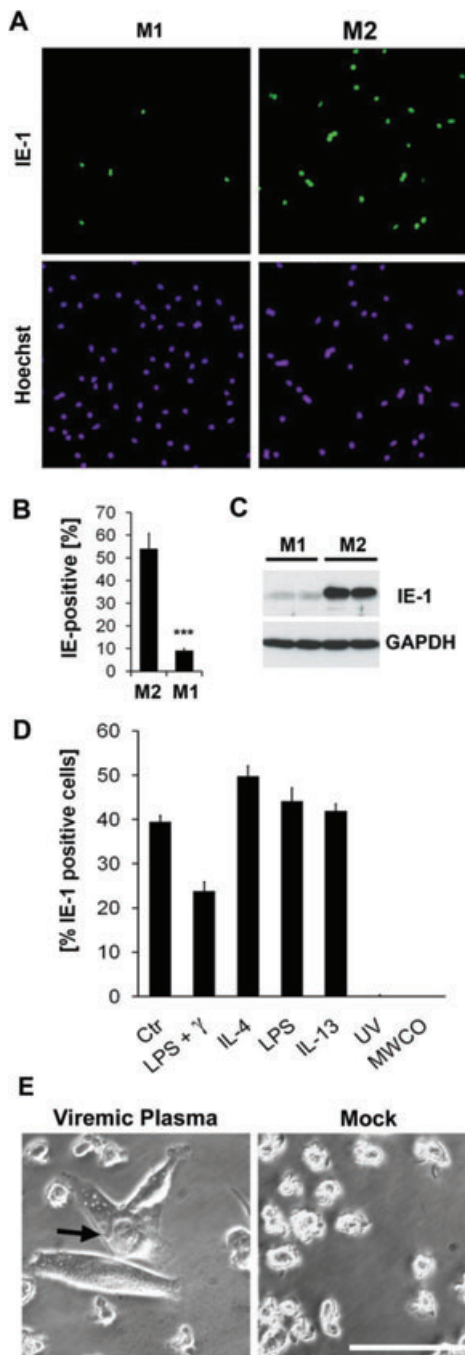 A
M1
M2
IE-1
Hoechst
B
IE-positive [%]
70
60
50
40
30
20
10
0
***
M2
M1
C
M1
M2
IE-1
GAPDH
D
[% IE-1 positive cells]
60
50
40
30
20
10
0
Ctr
LPS + γ
IL-4
LPS
IL-13
UV
MWCO
E
Viremic Plasma
Mock